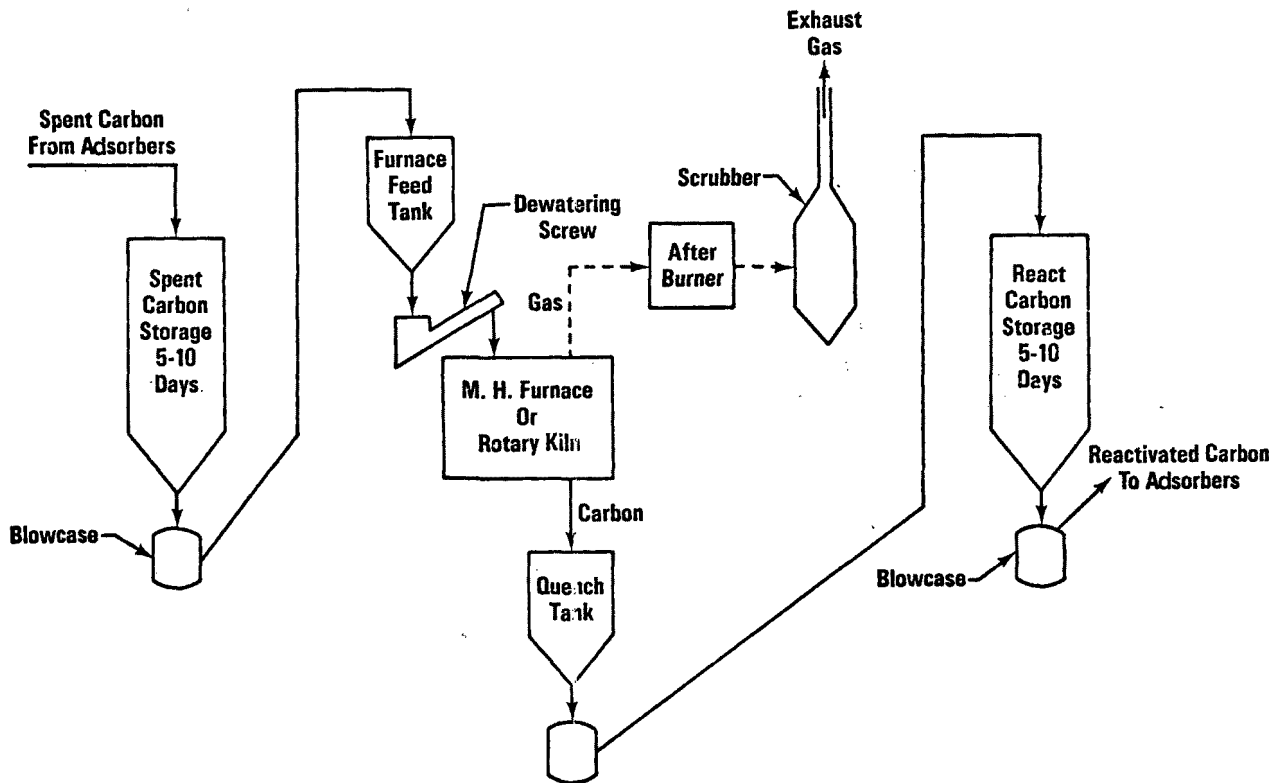 Spent Carbon
From Adsorbers
Spent
Carbon
Storage
5-10
Days
Blowcase
Furnace
Feed
Tank
Dewatering
Screw
Gas
M. H. Furnace
Or
Rotary Kiln
Carbon
Quench
Tank
After
Burner
Scrubber
Exhaust
Gas
React
Carbon
Storage
5-10
Days
Reactivated Carbon
To Adsorbers
Blowcase